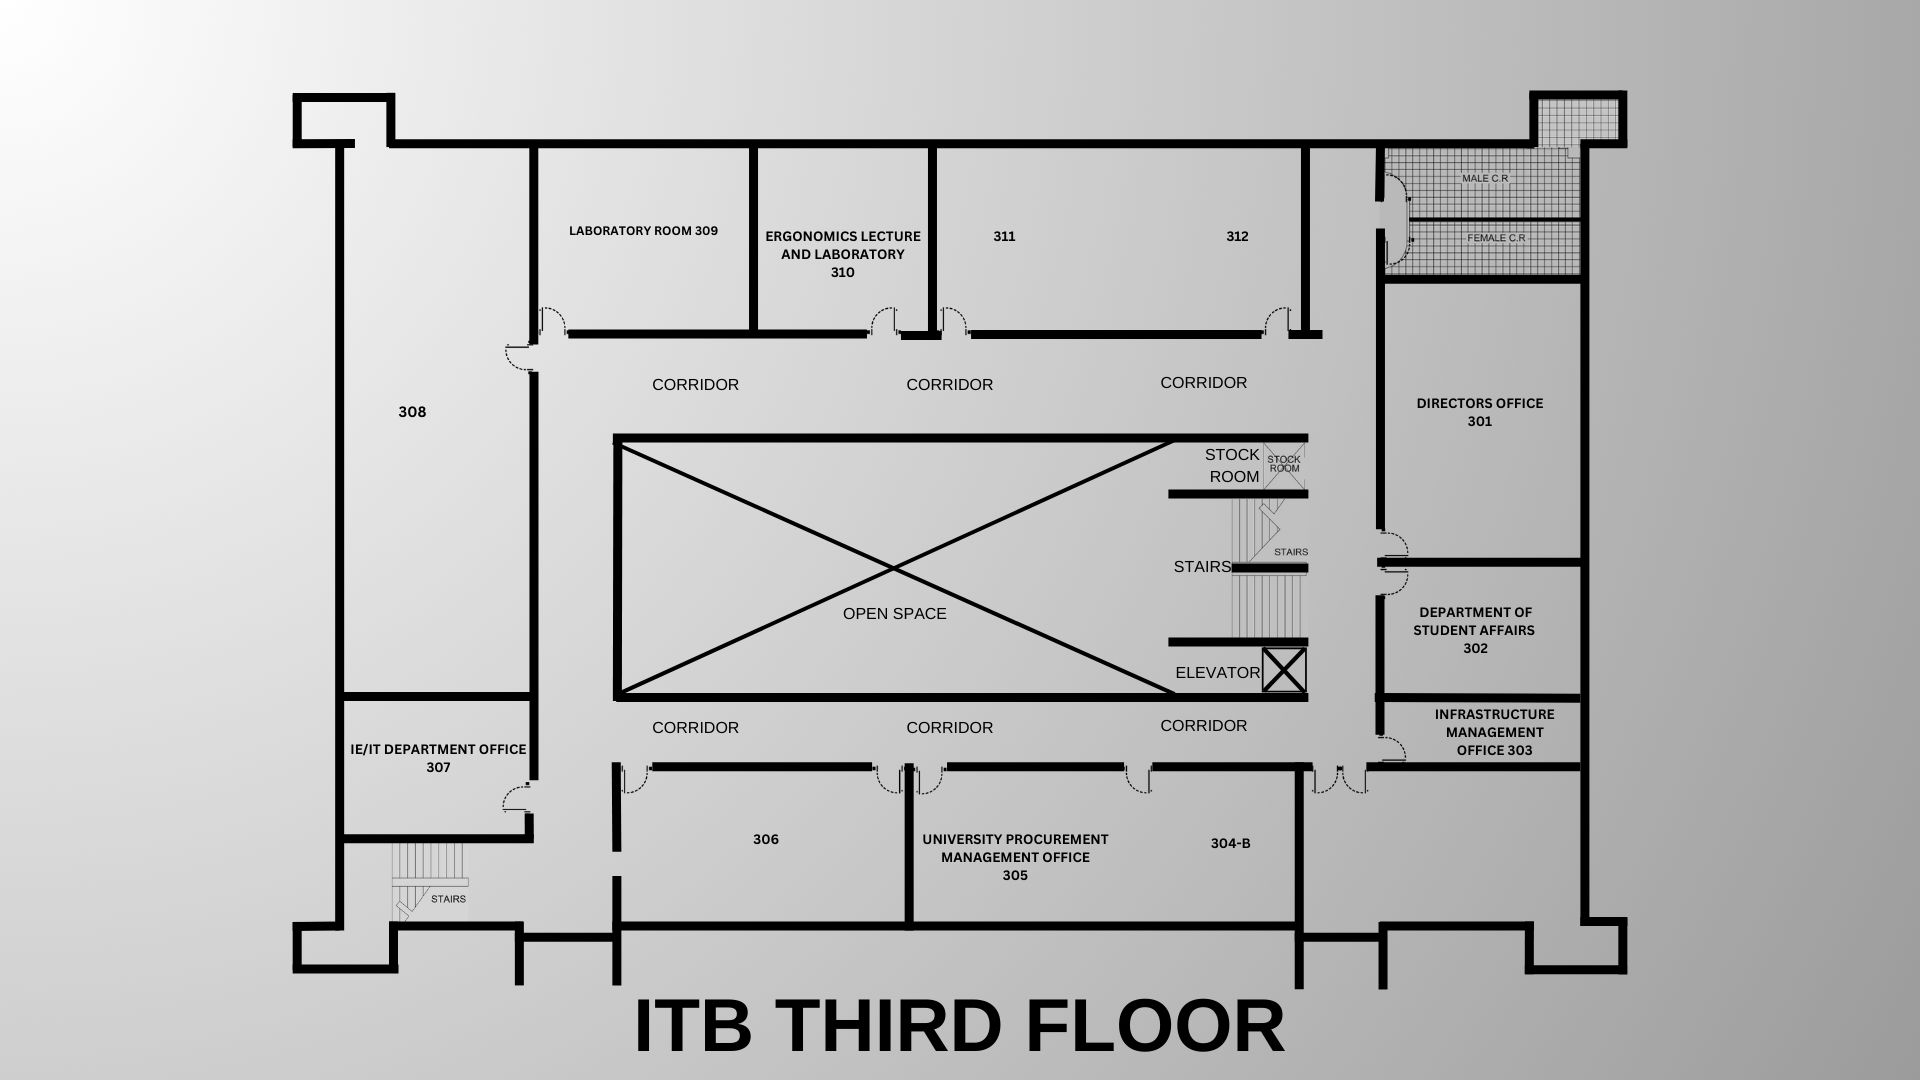 MALE C.R
FEMALE C.R
LABORATORY ROOM 309
ERGONOMICS LECTURE
AND LABORATORY
310
311
312
308
CORRIDOR
CORRIDOR
CORRIDOR
DIRECTORS OFFICE
301
STOCK
ROOM
STOCK
ROOM
STAIRS
STAIRS
OPEN SPACE
DEPARTMENT OF
STUDENT AFFAIRS
302
ELEVATOR
CORRIDOR
CORRIDOR
CORRIDOR
INFRASTRUCTURE
MANAGEMENT
OFFICE 303
IE/IT DEPARTMENT OFFICE
307
306
UNIVERSITY PROCUREMENT
MANAGEMENT OFFICE
305
304-B
STAIRS
ITB THIRD FLOOR